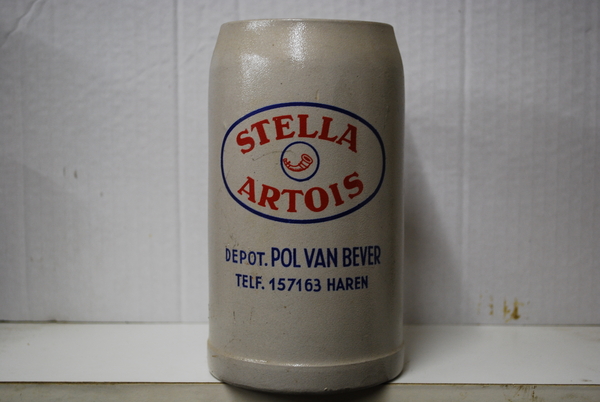 STELLA
ARTOIS
DEPOT. POL VAN BEVER
TELF. 157163 HAREN